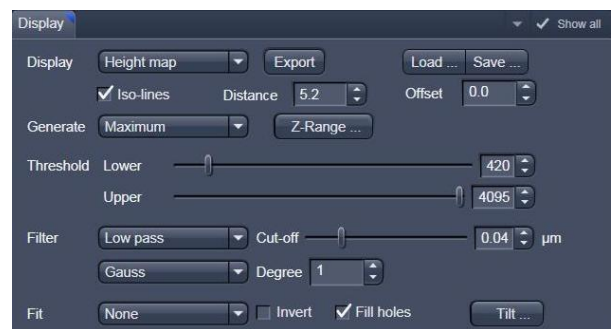 Display Show all
Display Height map Export Load ... Save ...
Iso-lines Distance 5.2 Offset 0.0
Generate Maximum Z-Range ...
Threshold Lower 420
Upper 4095
Filter Low pass Cut-off 0.04 µm
Gauss Degree 1
Fit None Invert Fill holes Tilt ...